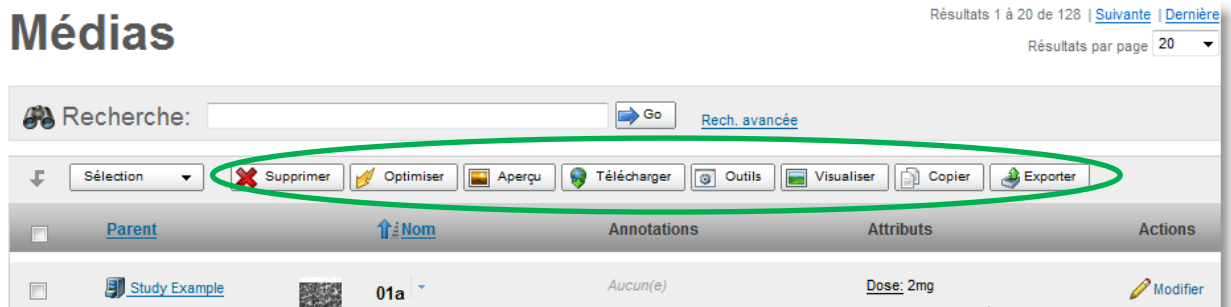 Médias
Résultats 1 à 20 de 128 | Suivante | Dernière
Résultats par page 20
Recherche: Go Rech. avancée
Sélection Supprimer Optimiser Aperçu Télécharger Outils Visualiser Copier Exporter
Parent Nom Annotations Attributs Actions
Study Example 01a Aucun(e) Dose: 2mg Modifier